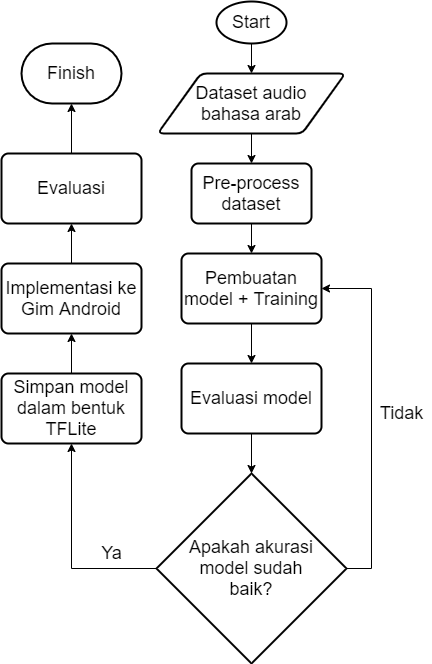 Start
Dataset audio
bahasa arab
Pre-process
dataset
Pembuatan
model + Training
Evaluasi model
Apakah akurasi
model sudah
baik?
Tidak
Ya
Simpan model
dalam bentuk
TFLite
Implementasi ke
Gim Android
Evaluasi
Finish